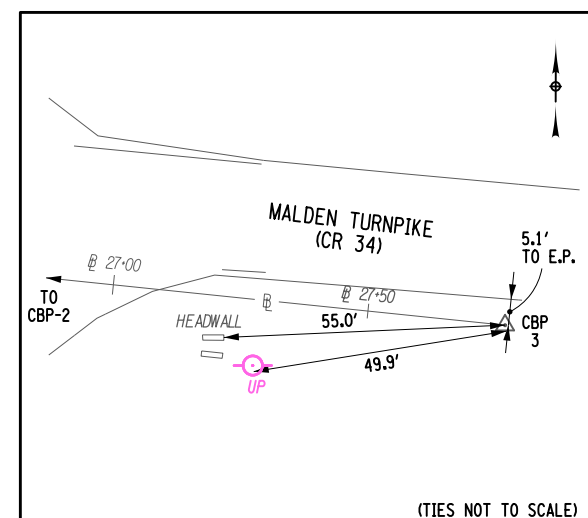 MALDEN TURNPIKE
(CR 34)
5.1'
TO E.P.
℄ 27+00
℄ 27+50
℄
TO
CBP-2
HEADWALL
55.0'
CBP
3
49.9'
UP
(TIES NOT TO SCALE)